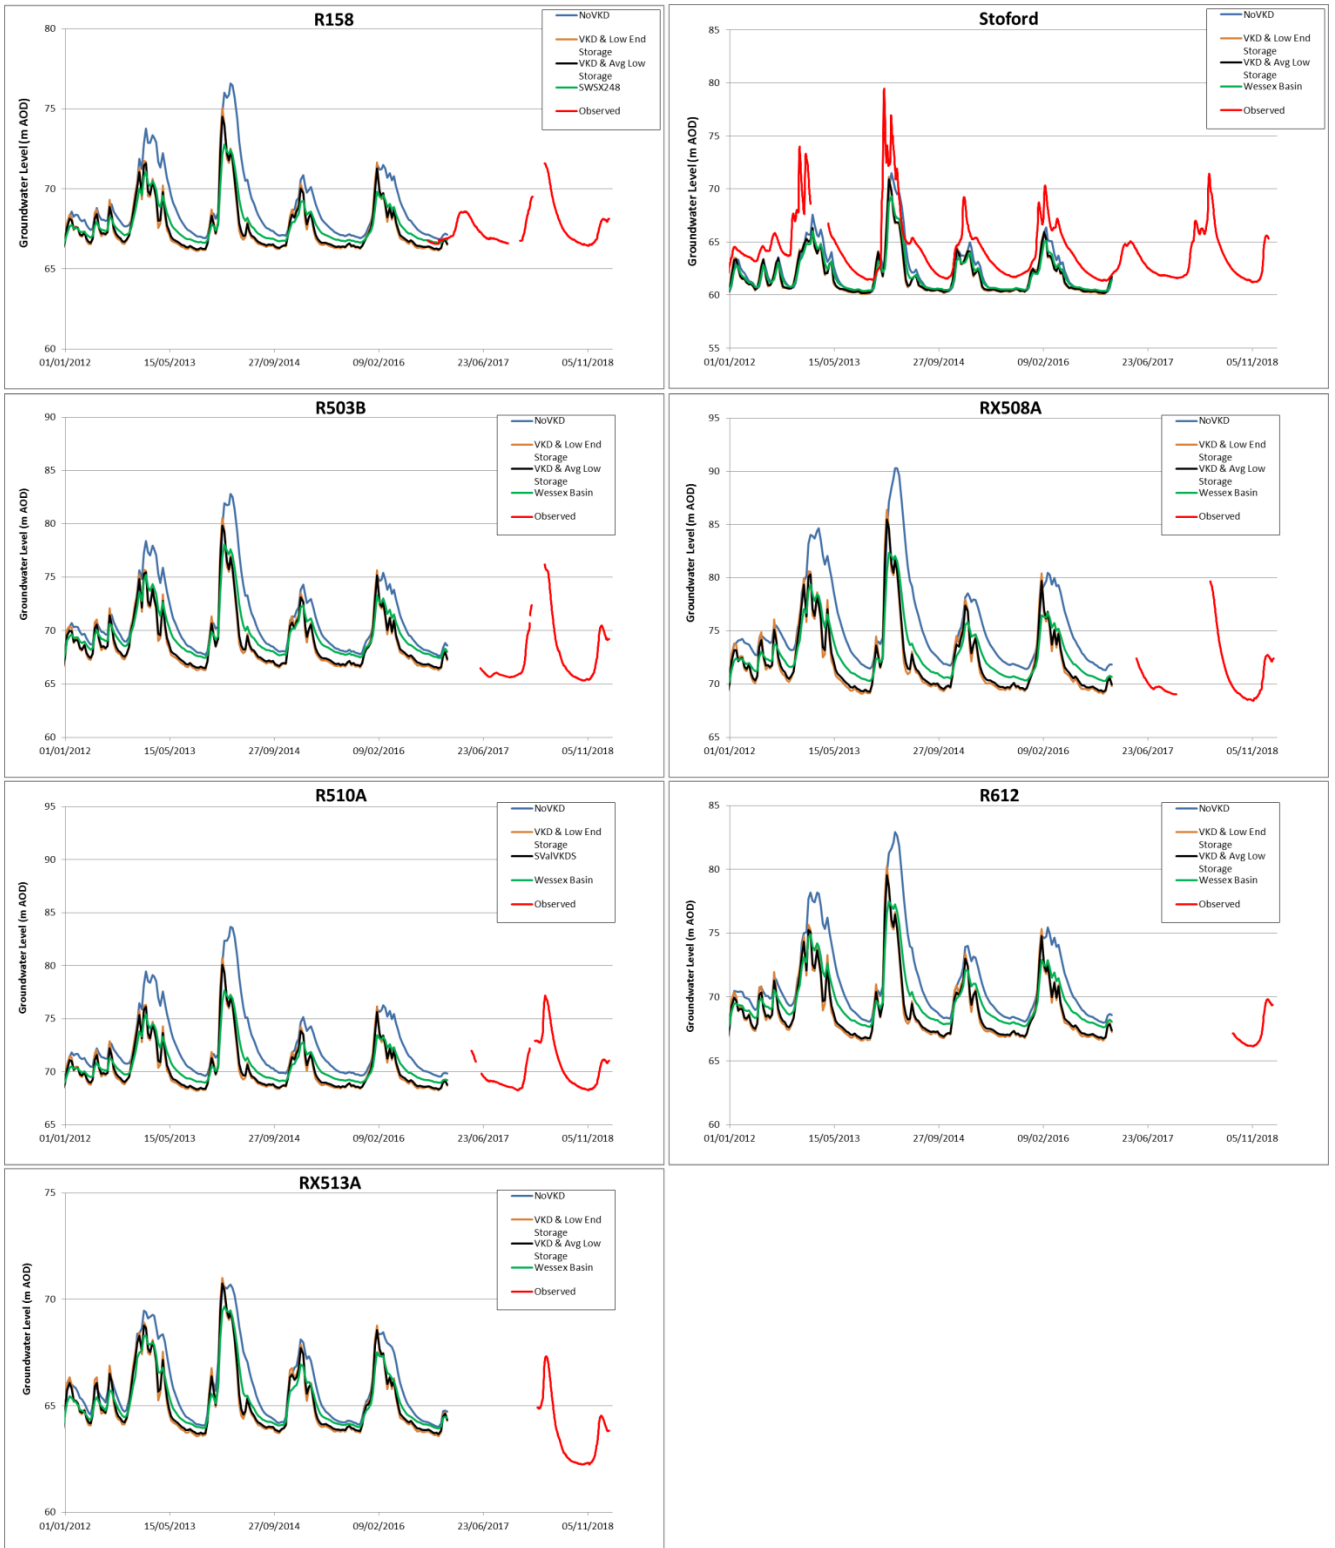 R158
Groundwater Level (m AOD)
80
75
70
65
60
01/01/2012 15/05/2013 27/09/2014 09/02/2016 23/06/2017 05/11/2018
NoVKD
VKD & Low End
Storage
VKD & Avg Low
Storage
SWSX248
Observed
Stoford
Groundwater Level (m AOD)
85
80
75
70
65
60
55
01/01/2012 15/05/2013 27/09/2014 09/02/2016 23/06/2017 05/11/2018
NoVKD
VKD & Low End
Storage
VKD & Avg Low
Storage
Wessex Basin
Observed
R503B
Groundwater Level (m AOD)
90
85
80
75
70
65
60
01/01/2012 15/05/2013 27/09/2014 09/02/2016 23/06/2017 05/11/2018
NoVKD
VKD & Low End
Storage
VKD & Avg Low
Storage
Wessex Basin
Observed
RX508A
Groundwater Level (m AOD)
95
90
85
80
75
70
65
01/01/2012 15/05/2013 27/09/2014 09/02/2016 23/06/2017 05/11/2018
NoVKD
VKD & Low End
Storage
VKD & Avg Low
Storage
Wessex Basin
Observed
R510A
Groundwater Level (m AOD)
95
90
85
80
75
70
65
01/01/2012 15/05/2013 27/09/2014 09/02/2016 23/06/2017 05/11/2018
NoVKD
VKD & Low End
Storage
SValVKDS
Wessex Basin
Observed
R612
Groundwater Level (m AOD)
85
80
75
70
65
60
01/01/2012 15/05/2013 27/09/2014 09/02/2016 23/06/2017 05/11/2018
NoVKD
VKD & Low End
Storage
VKD & Avg Low
Storage
Wessex Basin
Observed
RX513A
Groundwater Level (m AOD)
75
70
65
60
01/01/2012 15/05/2013 27/09/2014 09/02/2016 23/06/2017 05/11/2018
NoVKD
VKD & Low End
Storage
VKD & Avg Low
Storage
Wessex Basin
Observed